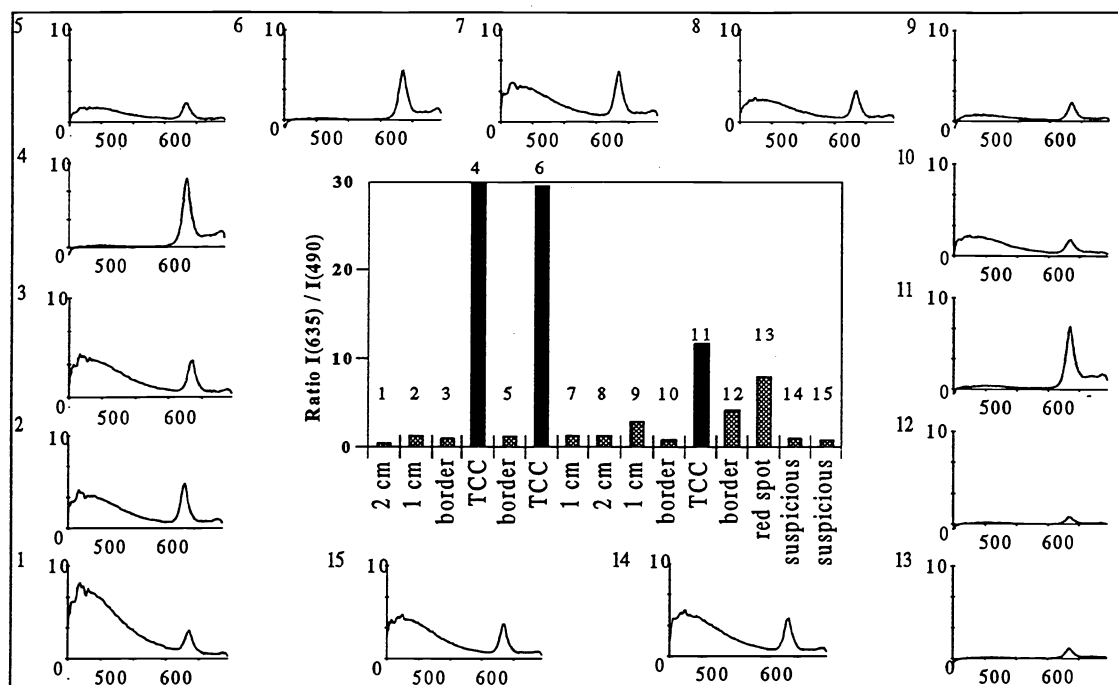 5 10 0 500 600
6 10 0 500 600
7 10 0 500 600
8 10 0 500 600
9 10 0 500 600
4 10 0 500 600
3 10 0 500 600
2 10 0 500 600
1 10 0 500 600
Ratio I(635) / I(490)
30
20
10
0
1 2 3 4 5 6 7 8 9 10 11 12 13 14 15
2 cm
1 cm
border
TCC
border
TCC
1 cm
2 cm
1 cm
border
TCC
border
red spot
suspicious
suspicious
10 10 0 500 600
11 10 0 500 600
12 10 0 500 600
13 10 0 500 600
15 10 0 500 600
14 10 0 500 600